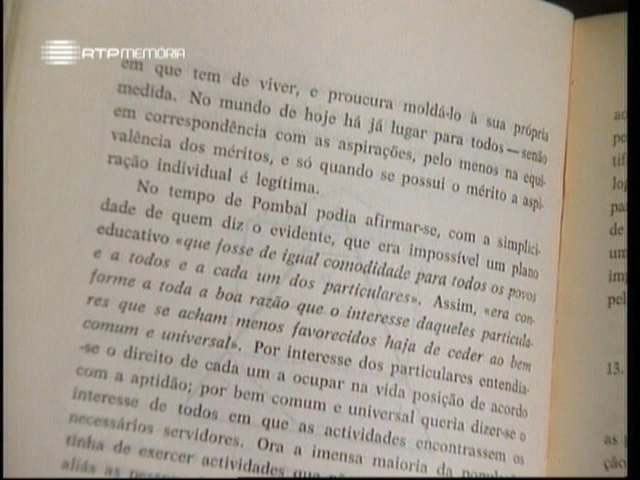 RTP MEMÓRIA
em que tem de viver, e proucura moldá-lo à sua própria
medida. No mundo de hoje há já lugar para todos — senão
em correspondência com as aspirações, pelo menos na equi-
valência dos méritos, e só quando se possui o mérito a aspi-
ração individual é legítima.
No tempo de Pombal podia afirmar-se, com a simplici-
dade de quem diz o evidente, que era impossível um plano
educativo «que fosse de igual comodidade para todos os povos
e a todos e a cada um dos particulares». Assim, «era con-
forme a toda a boa razão que o interesse daqueles particula-
res que se acham menos favorecidos haja de ceder ao bem
comum e universal». Por interesse dos particulares entendia-
-se o direito de cada um a ocupar na vida posição de acordo
com a aptidão; por bem comum e universal queria dizer-se o
interesse de todos em que as actividades encontrassem os
necessários servidores. Ora a imensa maioria da
tinha de exercer actividades que
aliás as
13.